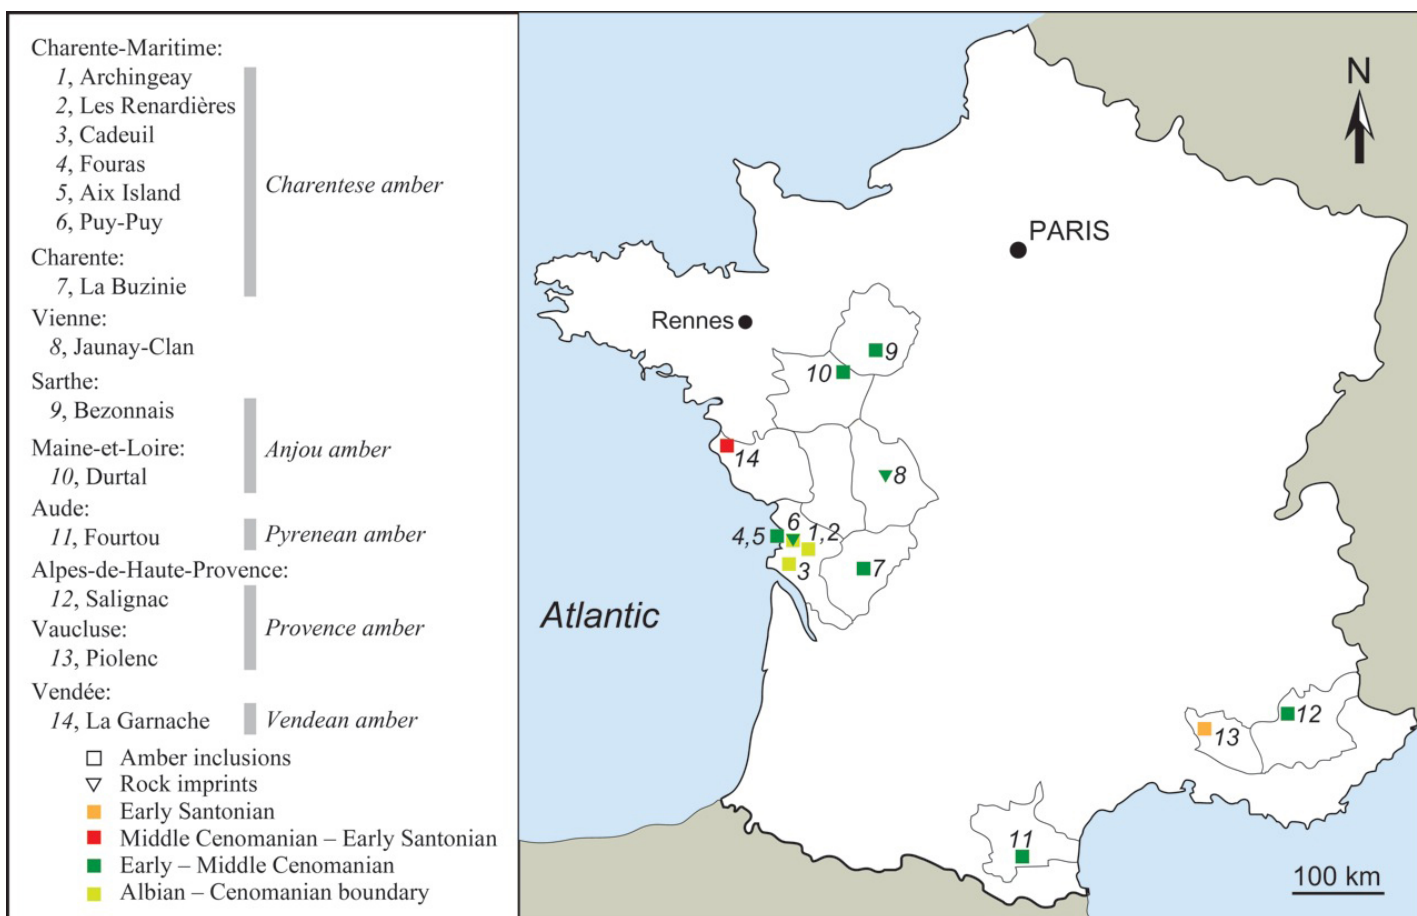 Charente-Maritime:
1, Archingeay
2, Les Renardières
3, Cadeuil
4, Fouras
5, Aix Island
6, Puy-Puy
Charentese amber
Charente:
7, La Buzinie
Vienne:
8, Jaunay-Clan
Sarthe:
9, Bezonnais
Maine-et-Loire:
10, Durtal
Anjou amber
Aude:
11, Fourtou
Pyrenean amber
Alpes-de-Haute-Provence:
12, Salignac
Vaucluse:
13, Piolenc
Provence amber
Vendée:
14, La Garnache
Vendean amber
Amber inclusions
Rock imprints
Early Santonian
Middle Cenomanian – Early Santonian
Early – Middle Cenomanian
Albian – Cenomanian boundary
N
PARIS
Rennes
9
10
14
8
6
4,5
1,2
3
7
Atlantic
12
13
11
100 km